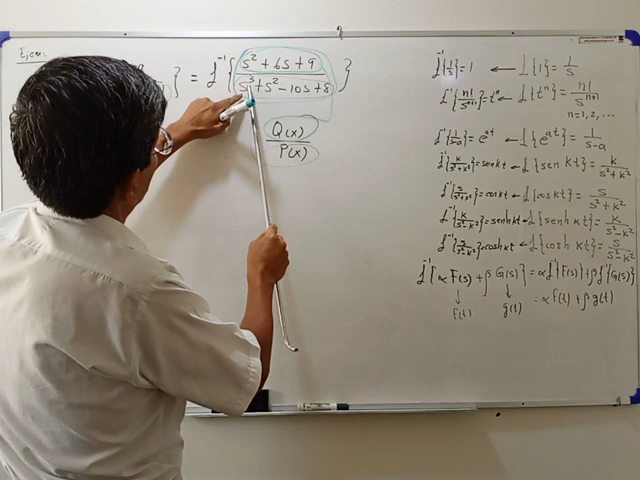 Ejem:
} = ℒ⁻¹ { (s² + 6s + 9) / (s³ + s² - 10s + 8) }
Q(x) / P(x)
ℒ⁻¹{1/s} = 1 ← ℒ{1} = 1/s
ℒ⁻¹{n!/sⁿ⁺¹} = tⁿ ← ℒ{tⁿ} = n!/sⁿ⁺¹
n=1,2,...
ℒ⁻¹{1/(s-a)} = eᵃᵗ ← ℒ{eᵃᵗ} = 1/(s-a)
ℒ⁻¹{k/(s²+k²)} = sen kt ← ℒ{sen kt} = k/(s²+k²)
ℒ⁻¹{s/(s²+k²)} = cos kt ← ℒ{cos kt} = s/(s²+k²)
ℒ⁻¹{k/(s²-k²)} = senh kt ← ℒ{senh kt} = k/(s²-k²)
ℒ⁻¹{s/(s²-k²)} = cosh kt ← ℒ{cosh kt} = s/(s²-k²)
ℒ⁻¹{α F(s) + β G(s)} = α ℒ⁻¹{F(s)} + β ℒ⁻¹{G(s)}
↓ ↓ = α f(t) + β g(t)
f(t) g(t)